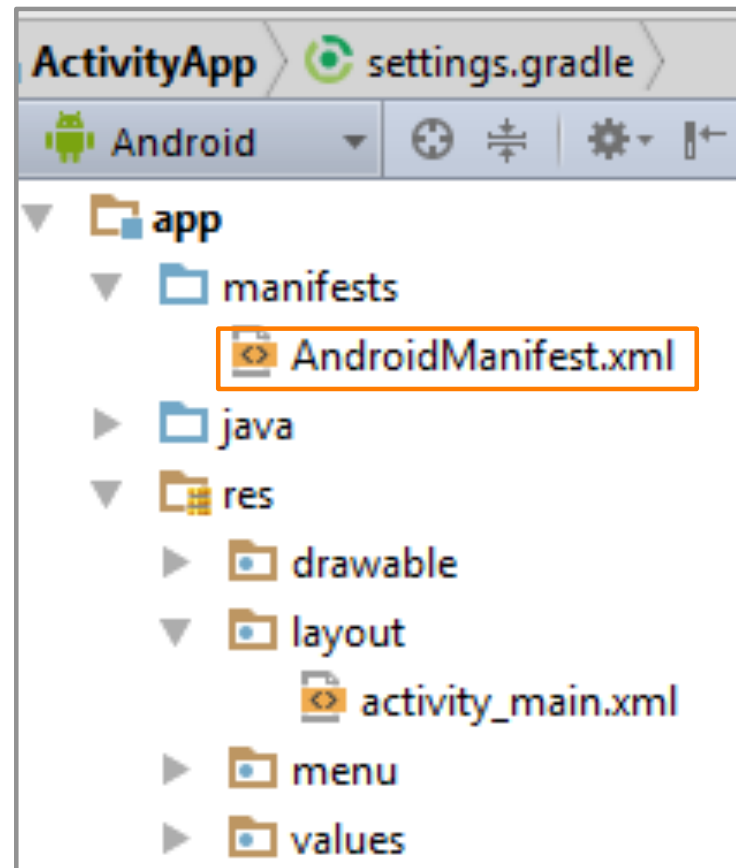 ActivityApp settings.gradle
Android
app
manifests
AndroidManifest.xml
java
res
drawable
layout
activity_main.xml
menu
values